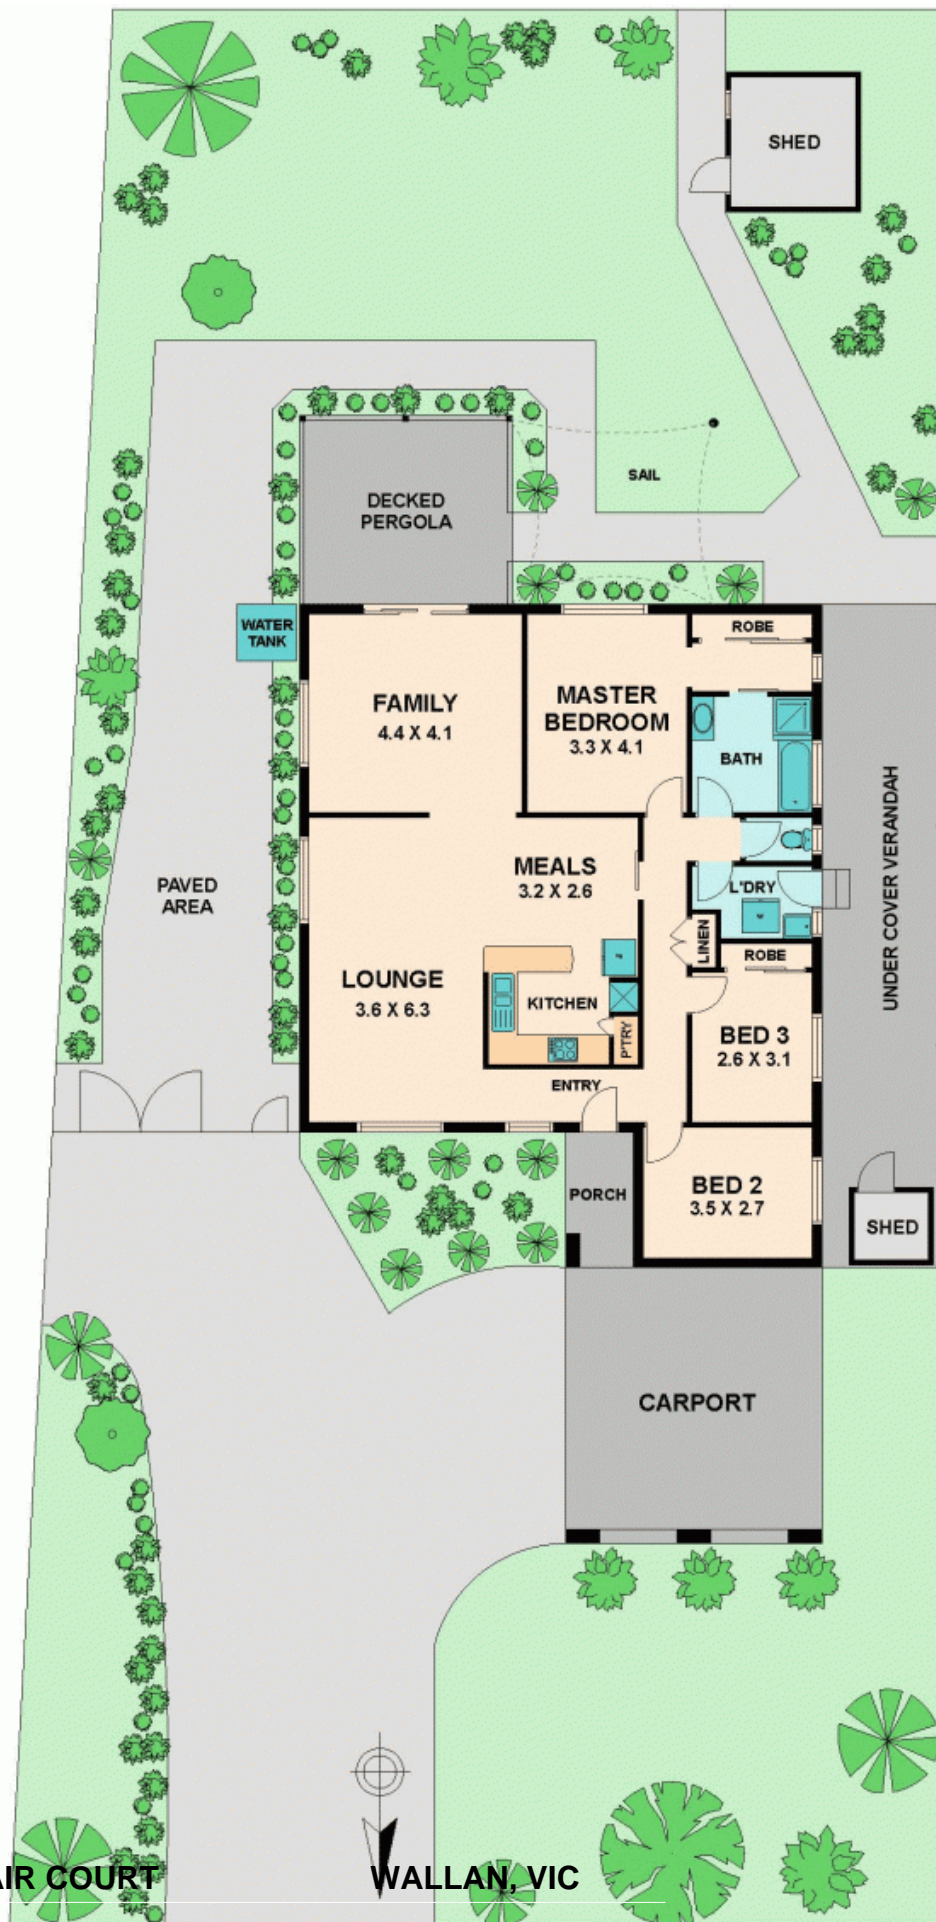 SHED
SAIL
DECKED
PERGOLA
WATER
TANK
ROBE
FAMILY
4.4 X 4.1
MASTER
BEDROOM
3.3 X 4.1
BATH
UNDER COVER VERANDAH
MEALS
3.2 X 2.6
PAVED
AREA
L'DRY
LINEN
ROBE
LOUNGE
3.6 X 6.3
KITCHEN
P'TRY
BED 3
2.6 X 3.1
ENTRY
PORCH
BED 2
3.5 X 2.7
SHED
CARPORT
COURT WALLAN, VIC